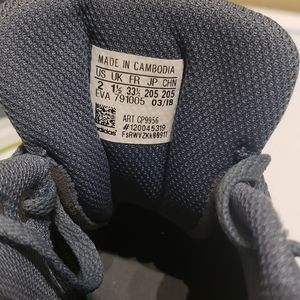 MADE IN CAMBODIA
US UK FR JP CHN
2 1½ 33½ 205 205
EVA 791005 03/18
ART CP9956
#120045319
adidas